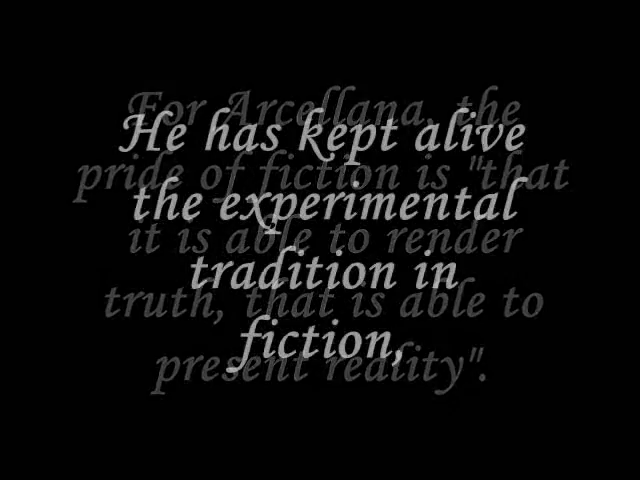 For Arcellana, the
pride of fiction is "that
it is able to render
truth, that is able to
present reality".
He has kept alive
the experimental
tradition in
fiction,